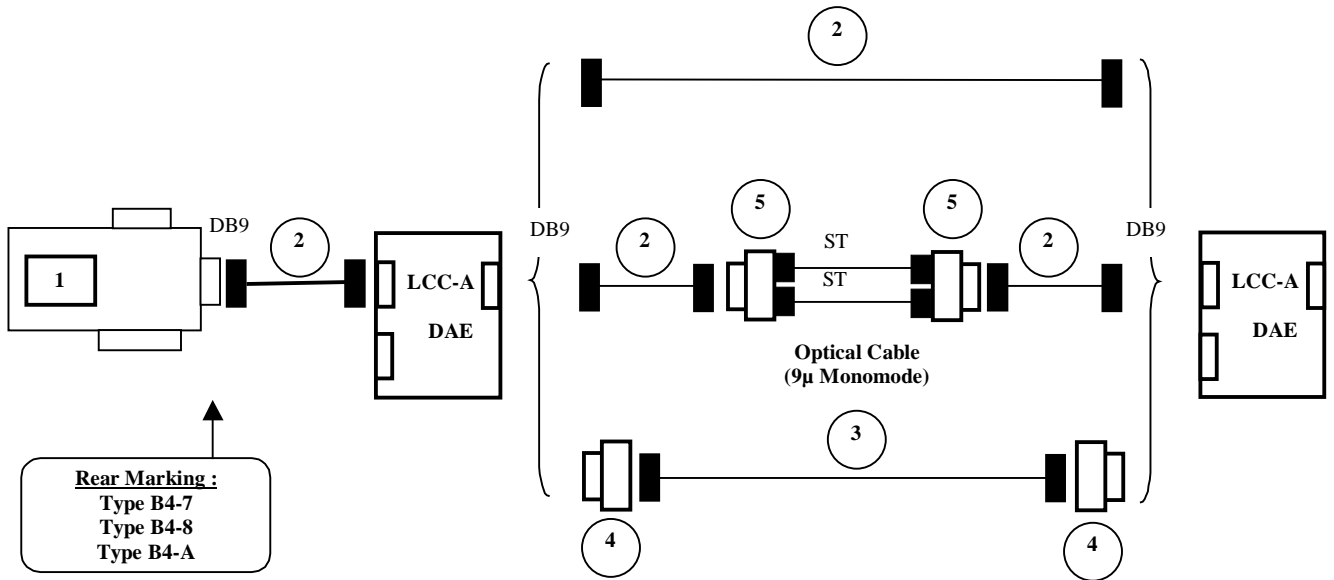 2
5
5
DB9
2
DB9
2
ST
2
DB9
1
LCC-A
ST
LCC-A
DAE
DAE
Optical Cable
(9µ Monomode)
3
Rear Marking :
Type B4-7
Type B4-8
Type B4-A
4
4